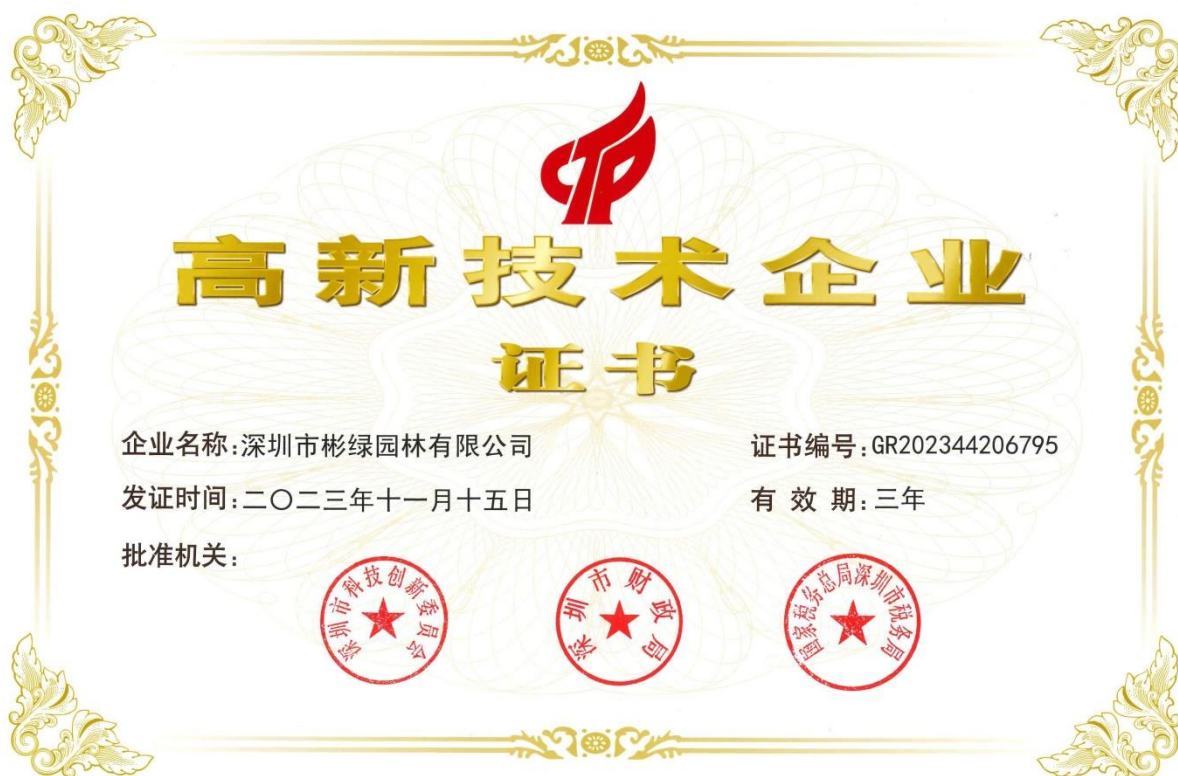 高新技术企业
证书
企业名称:深圳市彬绿园林有限公司
证书编号:GR202344206795
发证时间:二〇二三年十一月十五日
有 效 期:三年
批准机关:
深圳市科技创新委员会
深圳市财政局
国家税务总局深圳市税务局